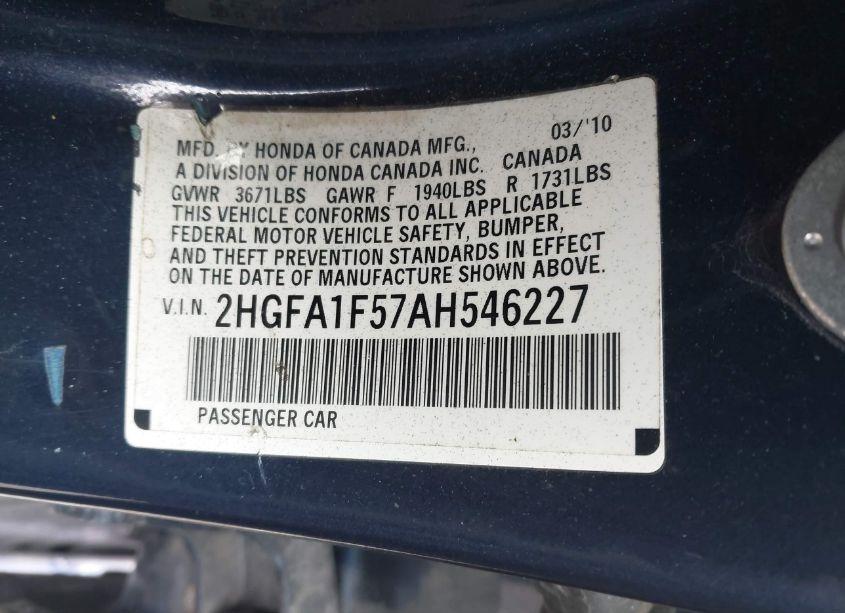 03/'10
MFD. BY HONDA OF CANADA MFG.,
A DIVISION OF HONDA CANADA INC. CANADA
GVWR 3671LBS GAWR F 1940LBS R 1731LBS
THIS VEHICLE CONFORMS TO ALL APPLICABLE
FEDERAL MOTOR VEHICLE SAFETY, BUMPER,
AND THEFT PREVENTION STANDARDS IN EFFECT
ON THE DATE OF MANUFACTURE SHOWN ABOVE.
V.I.N. 2HGFA1F57AH546227
PASSENGER CAR